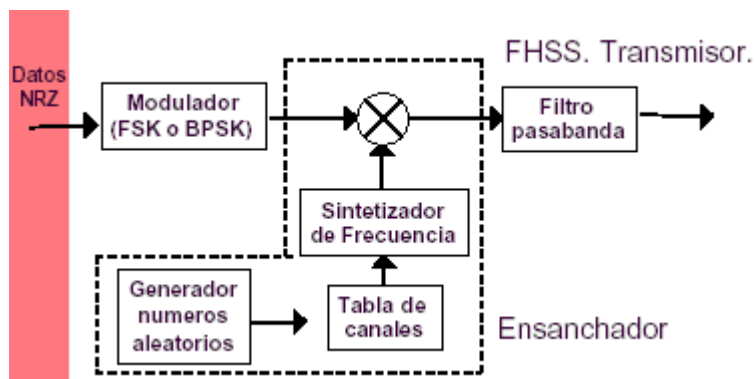 FHSS. Transmisor.
Datos
NRZ
Modulador
(FSK o BPSK)
Filtro
pasabanda
Sintetizador
de Frecuencia
Generador
numeros
aleatorios
Tabla de
canales
Ensanchador